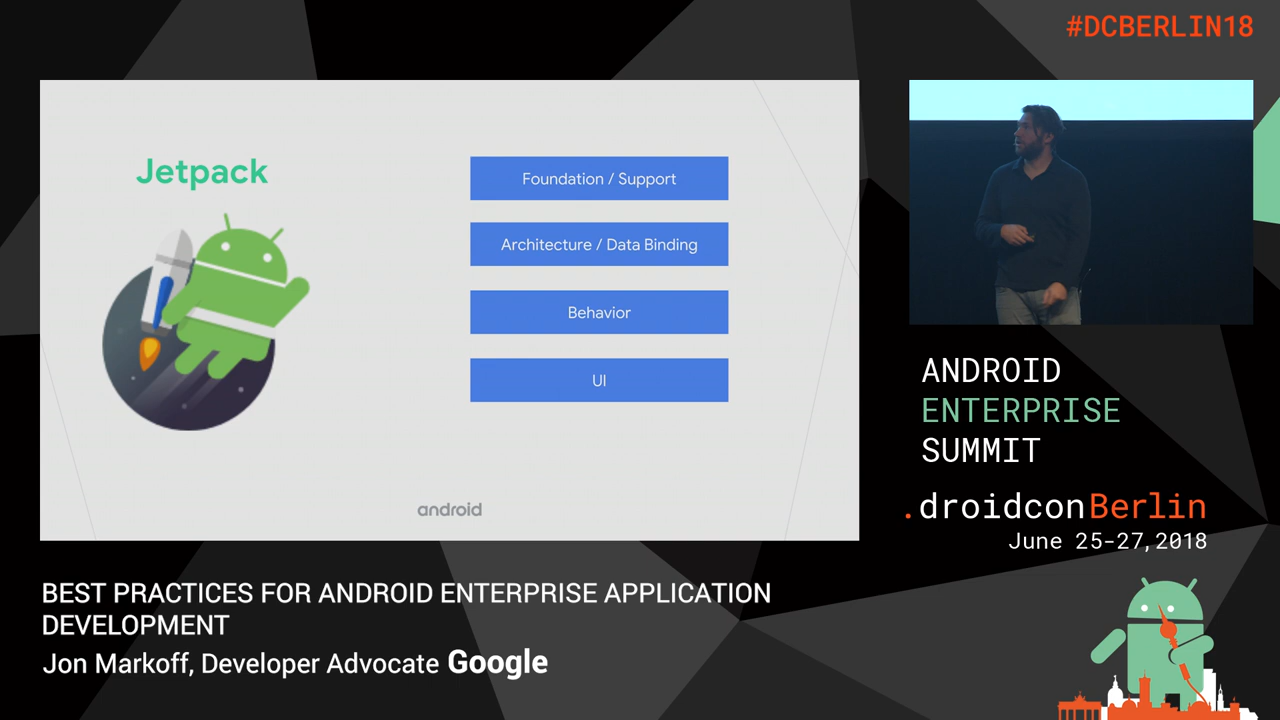 #DCBERLIN18
Jetpack
Foundation / Support
Architecture / Data Binding
Behavior
UI
android
ANDROID
ENTERPRISE
SUMMIT
.droidconBerlin
June 25-27,2018
BEST PRACTICES FOR ANDROID ENTERPRISE APPLICATION
DEVELOPMENT
Jon Markoff, Developer Advocate Google